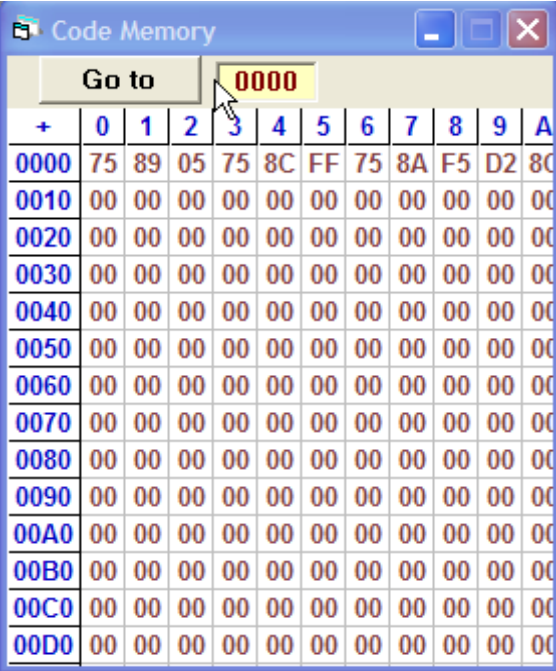 Code Memory
Go to 0000
+ 0 1 2 3 4 5 6 7 8 9 A
0000 75 89 05 75 8C FF 75 8A F5 D2 8C
0010 00 00 00 00 00 00 00 00 00 00 00
0020 00 00 00 00 00 00 00 00 00 00 00
0030 00 00 00 00 00 00 00 00 00 00 00
0040 00 00 00 00 00 00 00 00 00 00 00
0050 00 00 00 00 00 00 00 00 00 00 00
0060 00 00 00 00 00 00 00 00 00 00 00
0070 00 00 00 00 00 00 00 00 00 00 00
0080 00 00 00 00 00 00 00 00 00 00 00
0090 00 00 00 00 00 00 00 00 00 00 00
00A0 00 00 00 00 00 00 00 00 00 00 00
00B0 00 00 00 00 00 00 00 00 00 00 00
00C0 00 00 00 00 00 00 00 00 00 00 00
00D0 00 00 00 00 00 00 00 00 00 00 00